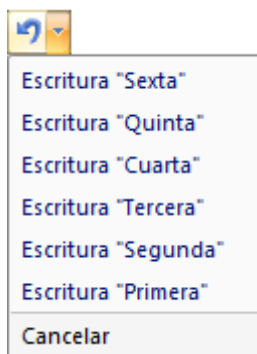 Escritura "Sexta"
Escritura "Quinta"
Escritura "Cuarta"
Escritura "Tercera"
Escritura "Segunda"
Escritura "Primera"
Cancelar